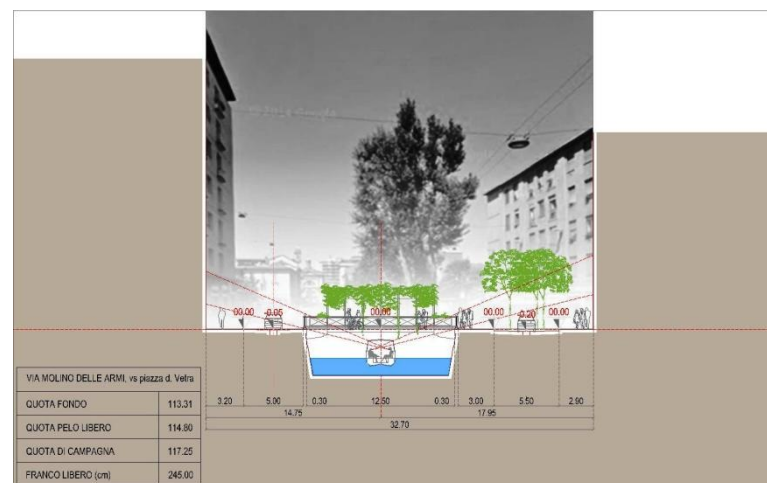 00.00 -0.05 00.00 00.00 -0.20 00.00
VIA MOLINO DELLE ARMI, vs piazza d. Vetra
QUOTA FONDO 113.31
QUOTA PELO LIBERO 114.80
QUOTA DI CAMPAGNA 117.25
FRANCO LIBERO (cm) 245.00
3.20 5.00 0.30 12.50 0.30 3.00 5.50 2.90
14.75 17.95
32.70